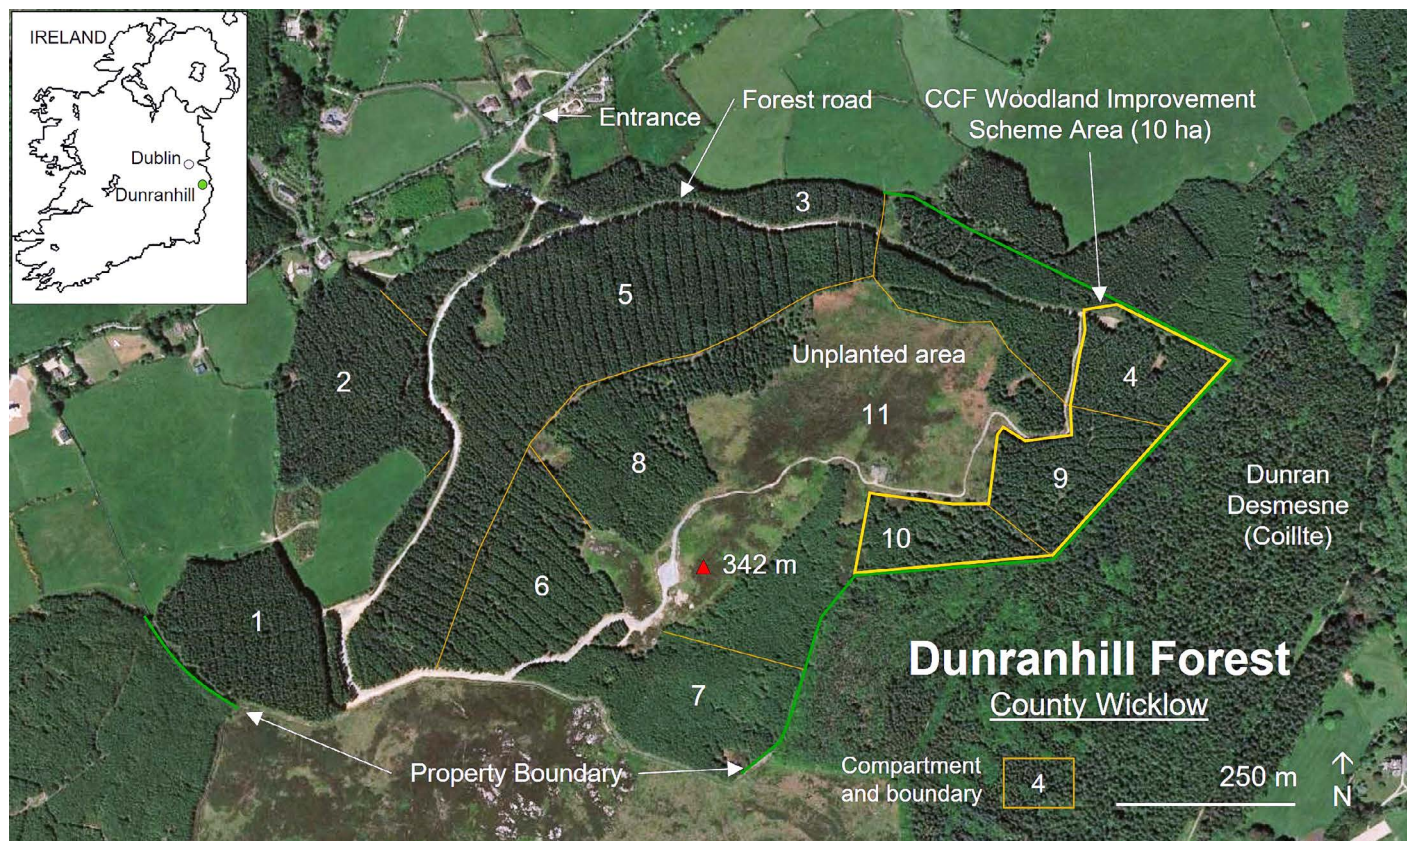 IRELAND
Dublin
Dunranhill
Entrance
Forest road
CCF Woodland Improvement
Scheme Area (10 ha)
3
5
2
Unplanted area
4
11
8
9
Dunran
Desmesne
(Coillte)
10
342 m
6
1
7
Dunranhill Forest
County Wicklow
Property Boundary
Compartment
and boundary
4
250 m
N